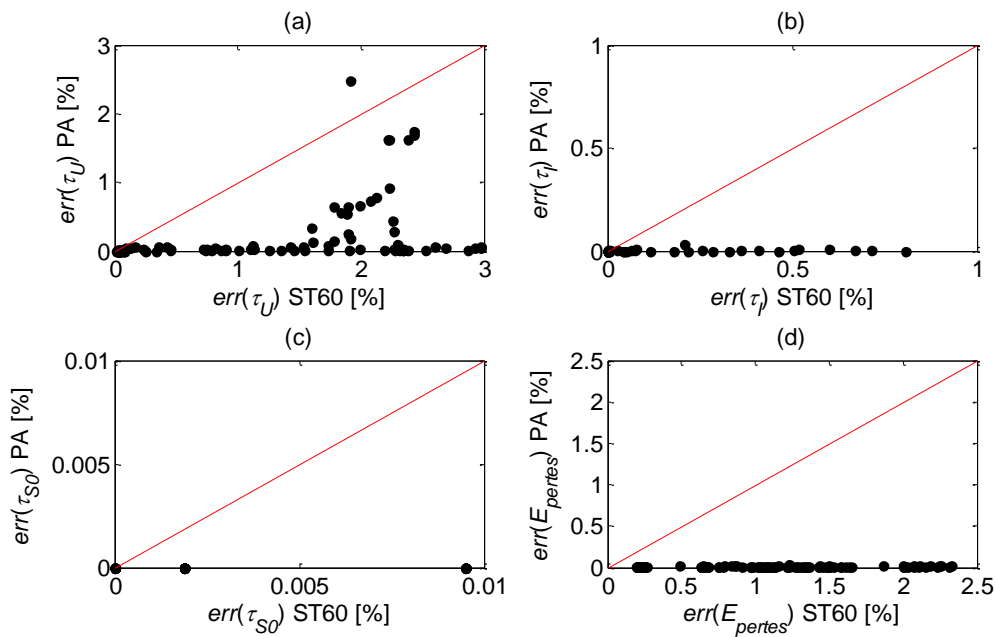 (a)
3
2
1
0
err(τU) PA [%]
0 1 2 3
err(τU) ST60 [%]
(b)
1
0.5
0
err(τI) PA [%]
0 0.5 1
err(τI) ST60 [%]
(c)
0.01
0.005
0
err(τS0) PA [%]
0 0.005 0.01
err(τS0) ST60 [%]
(d)
2.5
2
1.5
1
0.5
0
err(Epertes) PA [%]
0 0.5 1 1.5 2 2.5
err(Epertes) ST60 [%]